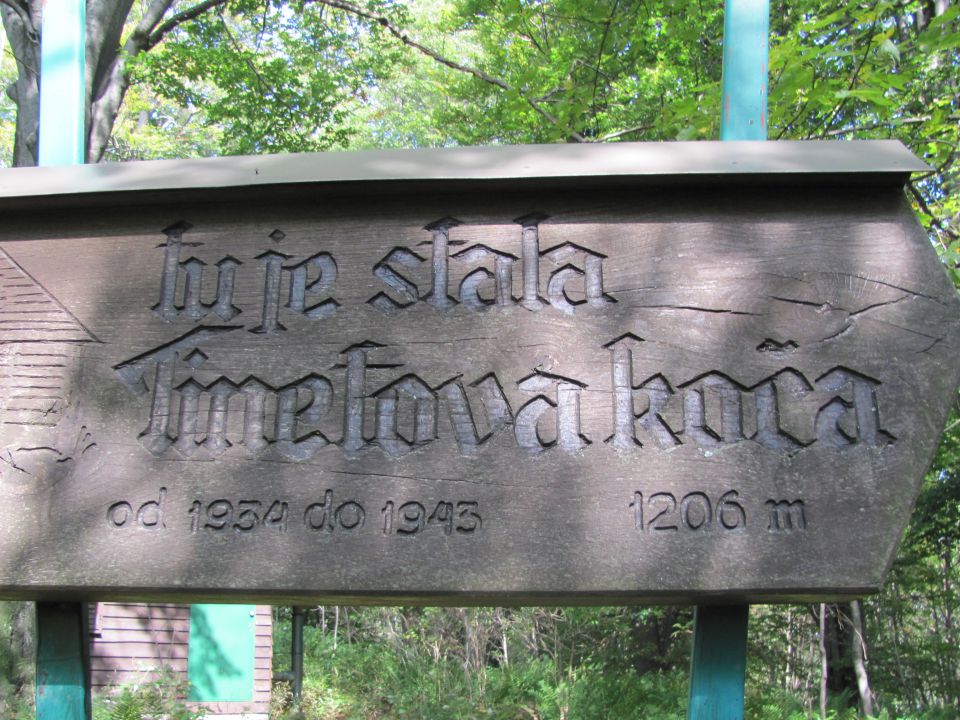 tu je stala
Tinetova koča
od 1934 do 1943 1206 m